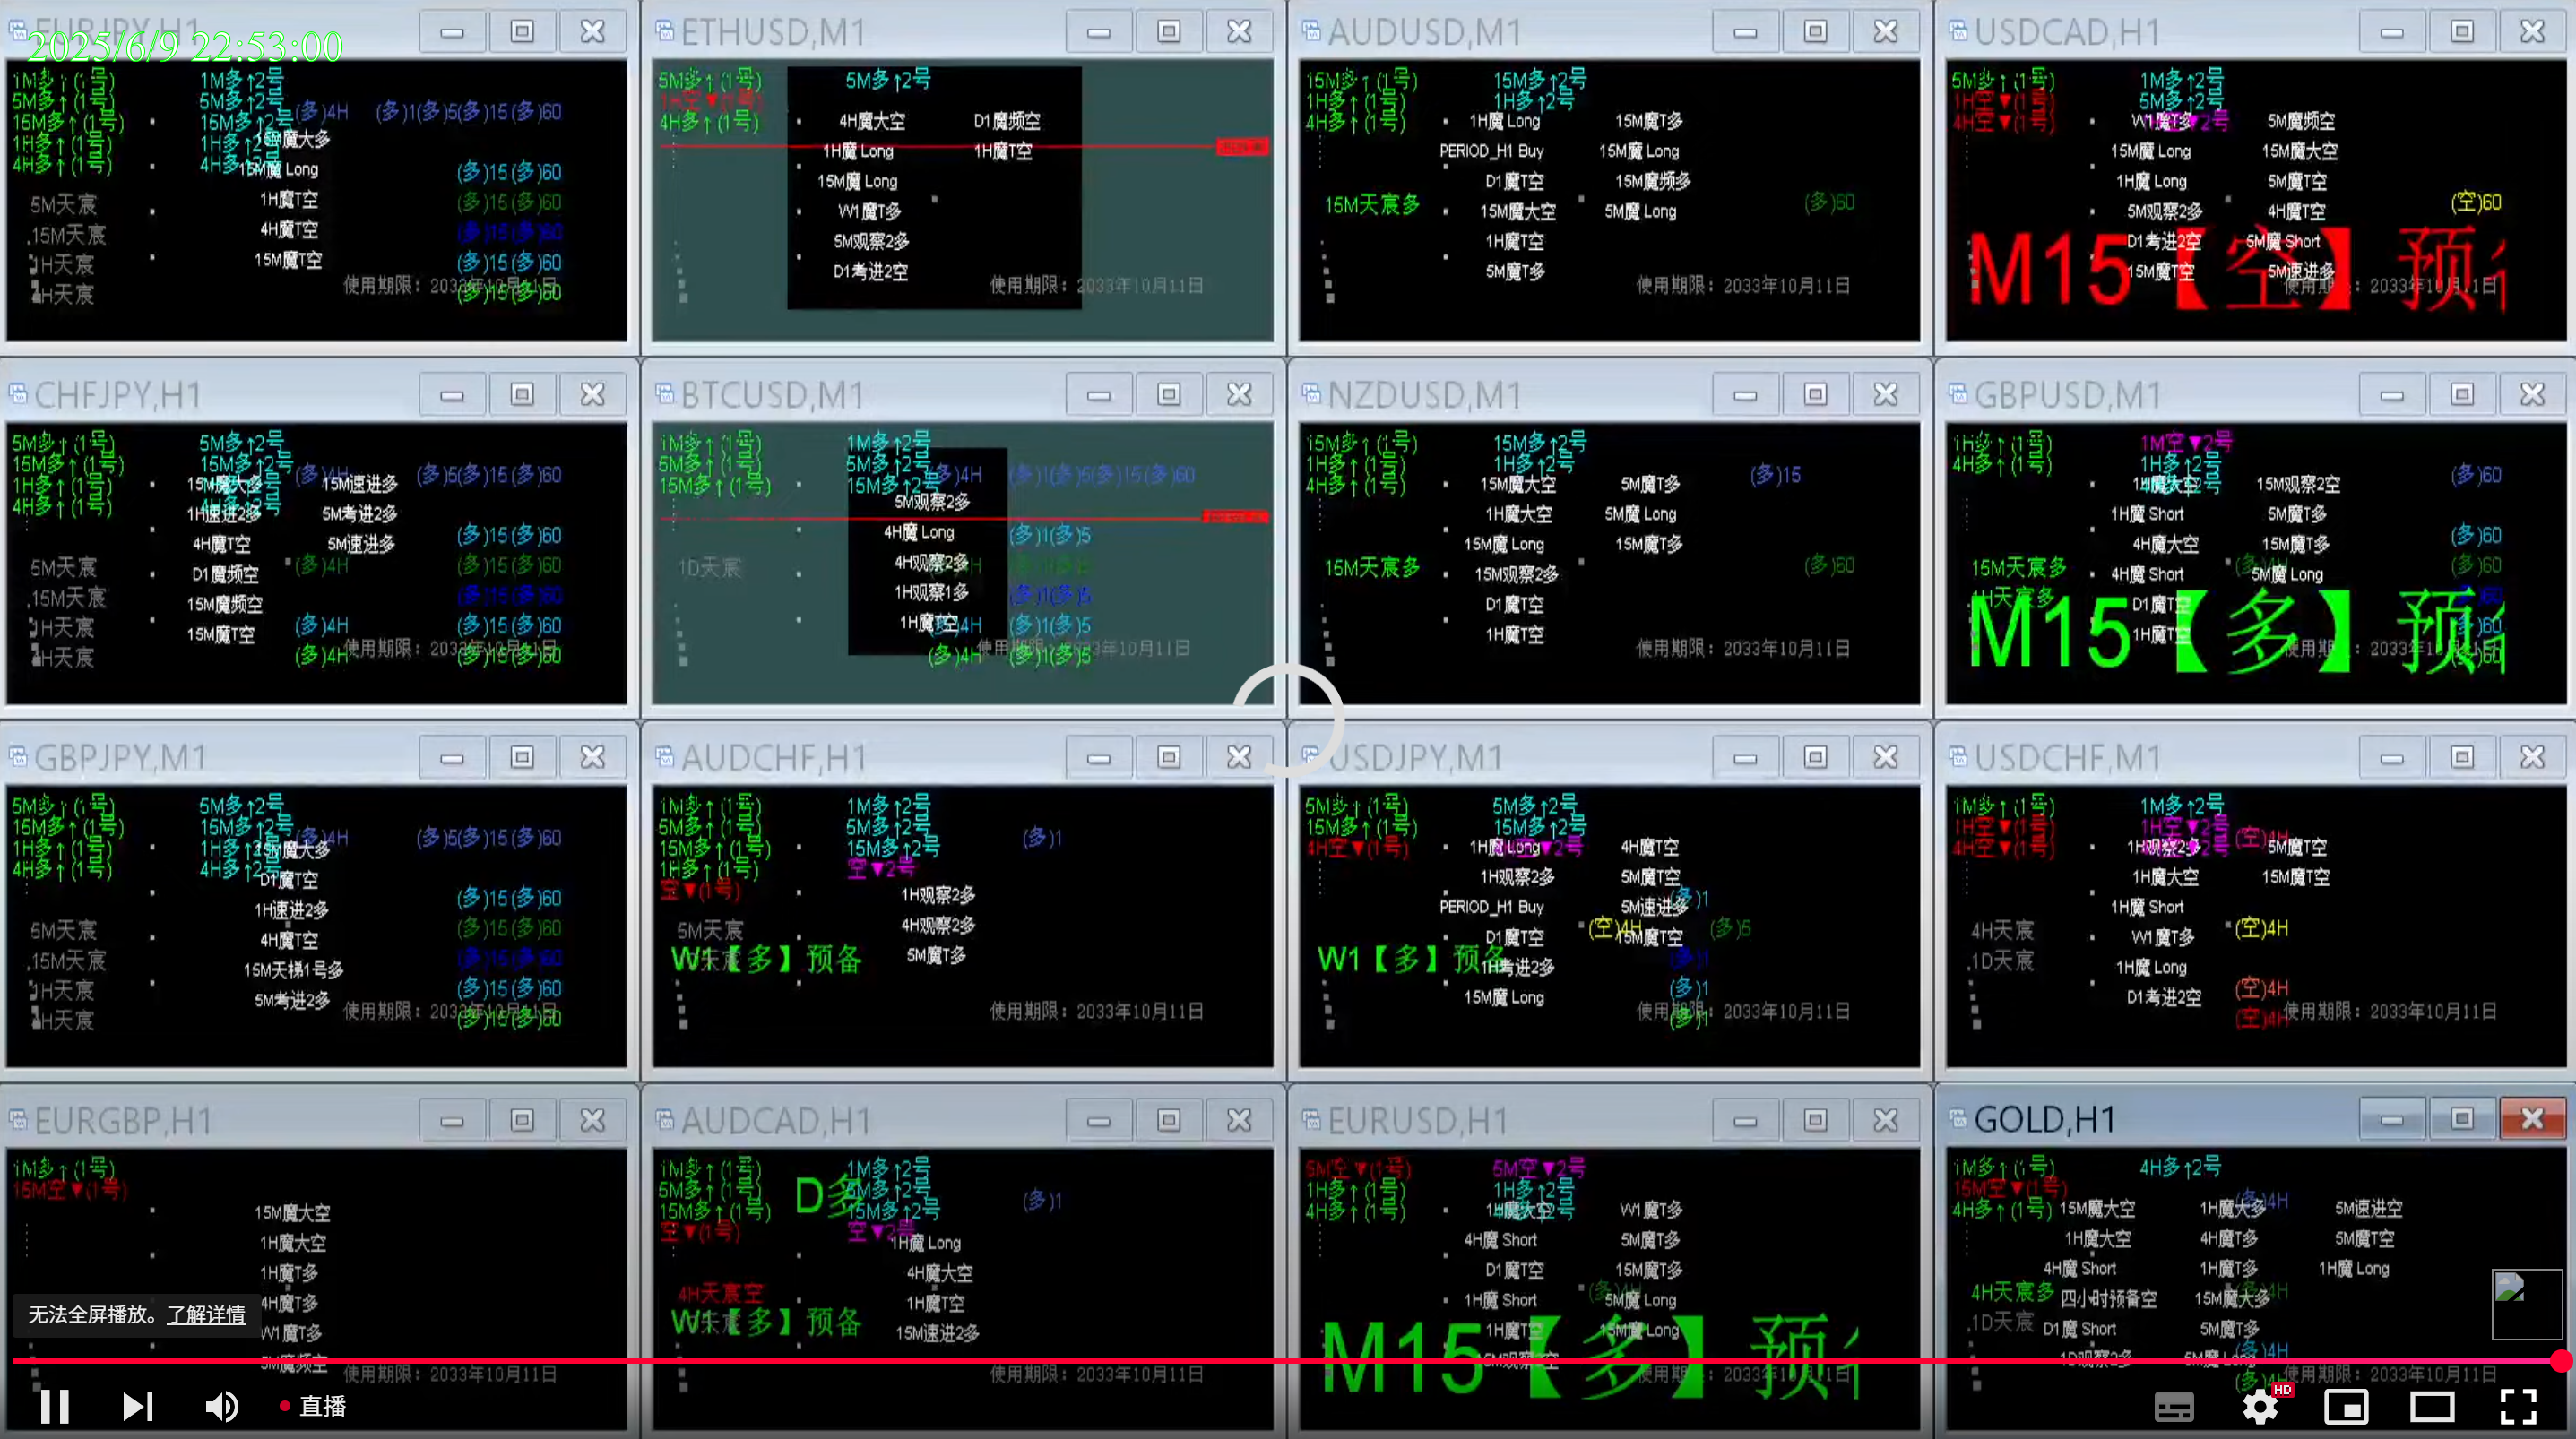 EURJPY,H1
2025/6/9 22:53:00
1M多↑(1号) 1M多↑2号
5M多↑(1号) 5M多↑2号 (多)4H (多)1(多)5(多)15(多)60
15M多↑(1号) 15M多↑2号
1H多↑(1号) 1H多↑2号 15M魔大多
4H多↑(1号) 4H多↑2号 15M魔 Long (多)15(多)60
5M天宸 1H魔T空 (多)15(多)60
.15M天宸 4H魔T空 (多)15(多)60
1H天宸 15M魔T空 (多)15(多)60
4H天宸 使用期限：2033年10月11日 (多)15(多)60
ETHUSD,M1
5M多↑(1号) 5M多↑2号
1H空▼(1号)
4H多↑(1号) 4H魔大空 D1魔频空
1H魔 Long 1H魔T空
15M魔 Long
W1魔T多
5M观察2多
D1考进2空 使用期限：2033年10月11日
AUDUSD,M1
15M多↑(1号) 15M多↑2号
1H多↑(1号) 1H多↑2号
4H多↑(1号) 1H魔 Long 15M魔T多
PERIOD_H1 Buy 15M魔 Long
D1魔T空 15M魔频多
15M天宸多 15M魔大空 5M魔 Long (多)60
1H魔T空
5M魔T多 使用期限：2033年10月11日
USDCAD,H1
5M多↑(1号) 1M多↑2号
1H空▼(1号) 5M多↑2号
4H空▼(1号) W1魔T多 空▼2号 5M魔频空
15M魔 Long 15M魔大空
1H魔 Long 5M魔T空
5M观察2多 4H魔T空 (空)60
D1考进2空 5M魔 Short
M15【空】预
15M魔T空 5M速进多
使用期限：2033年10月11日
CHFJPY,H1
5M多↑(1号) 5M多↑2号
15M多↑(1号) 15M多↑2号 (多)4H (多)5(多)15(多)60
1H多↑(1号) 15M魔大多 15M速进多
4H多↑(1号) 4H多↑2号 1H速进2多 5M考进2多
4H魔T空 5M速进多 (多)15(多)60
5M天宸 D1魔频空 (多)4H (多)15(多)60
.15M天宸 15M魔频空 (多)15(多)60
1H天宸 15M魔T空 (多)4H (多)15(多)60
4H天宸 (多)4H 使用期限：2033年10月11日 (多)15(多)60
BTCUSD,M1
1M多↑(1号) 1M多↑2号
5M多↑(1号) 5M多↑2号 (多)4H (多)1(多)5(多)15(多)60
15M多↑(1号) 15M多↑2号
5M观察2多
4H魔 Long (多)1(多)5
1D天宸 4H观察2多
1H观察1多 (多)1(多)5
1H魔T空 (多)4H (多)1(多)5
(多)4H (多)1(多)5 使用期限：2033年10月11日
NZDUSD,M1
15M多↑(1号) 15M多↑2号
1H多↑(1号) 1H多↑2号 (多)15
4H多↑(1号) 15M魔大空 5M魔T多
1H魔大空 5M魔 Long
15M魔 Long 15M魔T多
15M天宸多 15M观察2多 (多)60
D1魔T空
1H魔T空 使用期限：2033年10月11日
GBPUSD,M1
1H多↑(1号) 1M空▼2号
4H多↑(1号) 1H多↑2号 (多)60
1H魔大空 15M观察2空
1H魔 Short 5M魔T多
4H魔大空 15M魔T多 (多)60
15M天宸多 4H魔 Short 5M魔 Long (多)60
4H天宸多 D1魔T空
M15【多】预
1H魔T空 (多)60
使用期限：2033年10月11日 (多)60
GBPJPY,M1
5M多↑(1号) 5M多↑2号
15M多↑(1号) 15M多↑2号 (多)4H (多)5(多)15(多)60
1H多↑(1号) 1H多↑2号 15M魔大多
4H多↑(1号) 4H多↑2号 D1魔T空
1H速进2多 (多)15(多)60
5M天宸 4H魔T空 (多)15(多)60
.15M天宸 15M天梯1号多 (多)15(多)60
1H天宸 5M考进2多 (多)15(多)60
4H天宸 使用期限：2033年10月11日 (多)15(多)60
AUDCHF,H1
1M多↑(1号) 1M多↑2号
5M多↑(1号) 5M多↑2号 (多)1
15M多↑(1号) 15M多↑2号
1H多↑(1号) 空▼2号
空▼(1号) 1H观察2多
5M天宸 4H观察2多
W1【多】预备 5M魔T多
使用期限：2033年10月11日
USDJPY,M1
5M多↑(1号) 5M多↑2号
15M多↑(1号) 15M多↑2号
4H空▼(1号) 1H魔 Long 空▼2号 4H魔T空
1H观察2多 5M魔T空
PERIOD_H1 Buy 5M速进多 (多)1
D1魔T空 (空)4H 15M魔T空 (多)5
W1【多】预备 1H考进2多 (多)1
15M魔 Long (多)1
(多)1 使用期限：2033年10月11日
USDCHF,M1
1M多↑(1号) 1M多↑2号
1H空▼(1号) 1H空▼2号 (空)4H
4H空▼(1号) 1H观察2多 5M魔T空
1H魔大空 15M魔T空
1H魔 Short
4H天宸 W1魔T多 (空)4H
.1D天宸 1H魔 Long
D1考进2空 (空)4H
(空)4H 使用期限：2033年10月11日
EURGBP,H1
1M多↑(1号)
15M空▼(1号)
15M魔大空
1H魔大空
1H魔T多
4H魔T多
无法全屏播放。了解详情
W1魔T多
5M魔频空
使用期限：2033年10月11日
AUDCAD,H1
1M多↑(1号) 1M多↑2号
5M多↑(1号) D多 5M多↑2号 (多)1
15M多↑(1号) 15M多↑2号
空▼(1号) 空▼2号 1H魔 Long
4H魔大空
4H天宸空 1H魔T空
W1【多】预备 15M速进2多
使用期限：2033年10月11日
EURUSD,H1
5M空▼(1号) 5M空▼2号
1H多↑(1号) 1H多↑2号
4H多↑(1号) 1H魔大空 W1魔T多
4H魔 Short 5M魔T多
D1魔T空 15M魔T多
1H魔 Short 5M魔 Long
1H魔T空 15M魔 Long
M15【多】预
使用期限：2033年10月11日
GOLD,H1
1M多↑(1号) 4H多↑2号
15M空▼(1号) (多)4H
4H多↑(1号) 15M魔大空 1H魔大多 5M速进空
1H魔大空 4H魔T多 5M魔T空
4H魔 Short 1H魔T多 1H魔 Long
4H天宸多 四小时预备空 15M魔大多
.1D天宸 D1魔 Short 5M魔T多
1D观察2多 (多)4H
使用期限：2033年10月11日
直播
HD